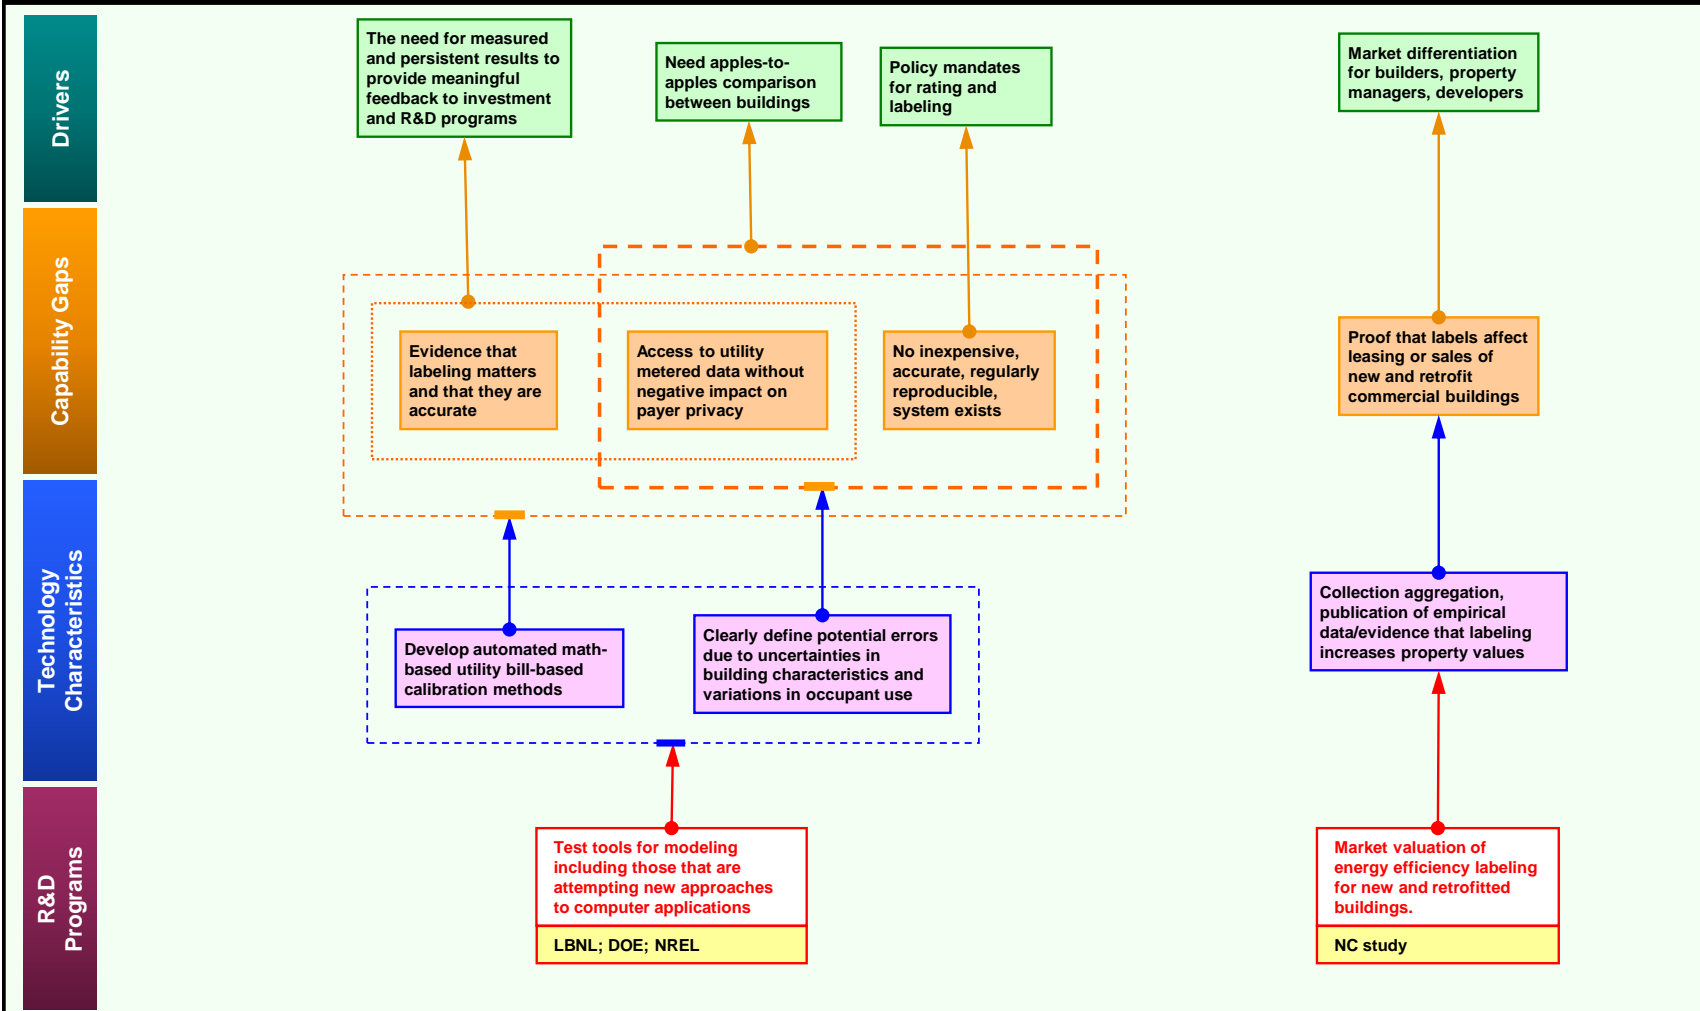 Drivers
The need for measured
and persistent results to
provide meaningful
feedback to investment
and R&D programs
Need apples-to-
apples comparison
between buildings
Policy mandates
for rating and
labeling
Market differentiation
for builders, property
managers, developers
Capability Gaps
Evidence that
labeling matters
and that they are
accurate
Access to utility
metered data without
negative impact on
payer privacy
No inexpensive,
accurate, regularly
reproducible,
system exists
Proof that labels affect
leasing or sales of
new and retrofit
commercial buildings
Technology
Characteristics
Develop automated math-
based utility bill-based
calibration methods
Clearly define potential errors
due to uncertainties in
building characteristics and
variations in occupant use
Collection aggregation,
publication of empirical
data/evidence that labeling
increases property values
R&D
Programs
Test tools for modeling
including those that are
attempting new approaches
to computer applications
LBNL; DOE; NREL
Market valuation of
energy efficiency labeling
for new and retrofitted
buildings.
NC study